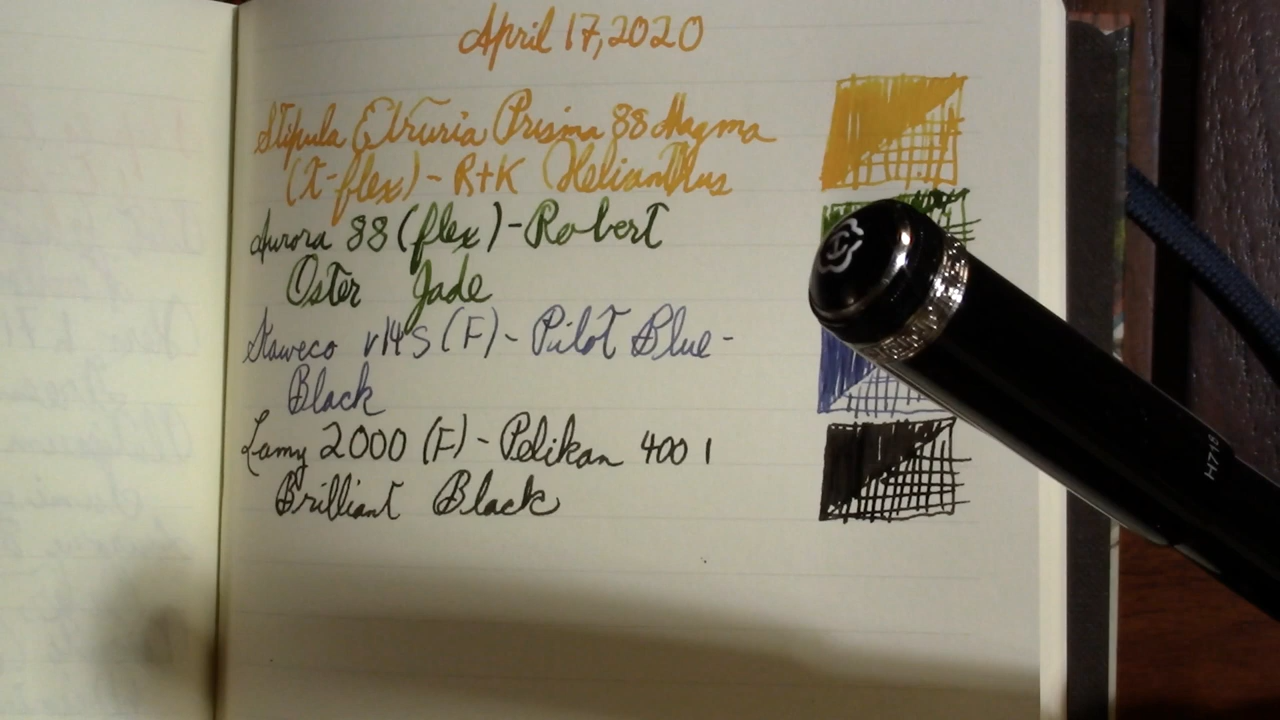 April 17, 2020
Stipula Etruria Prisma 88 Magma
(T-flex) - R+K Helianthus
Aurora 88 (flex) - Robert
Oster Jade
Kaweco V14S (F) - Pilot Blue-
Black
Lamy 2000 (F) - Pelikan 4001
Brilliant Black
H718